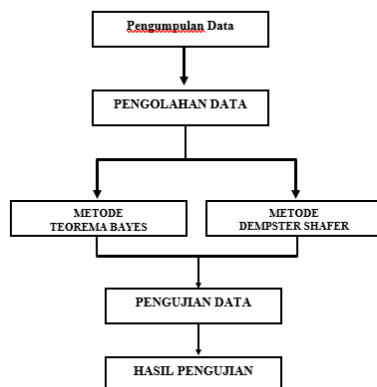 Pengumpulan Data
PENGOLAHAN DATA
METODE
TEOREMA BAYES
METODE
DEMPSTER SHAFER
PENGUJIAN DATA
HASIL PENGUJIAN